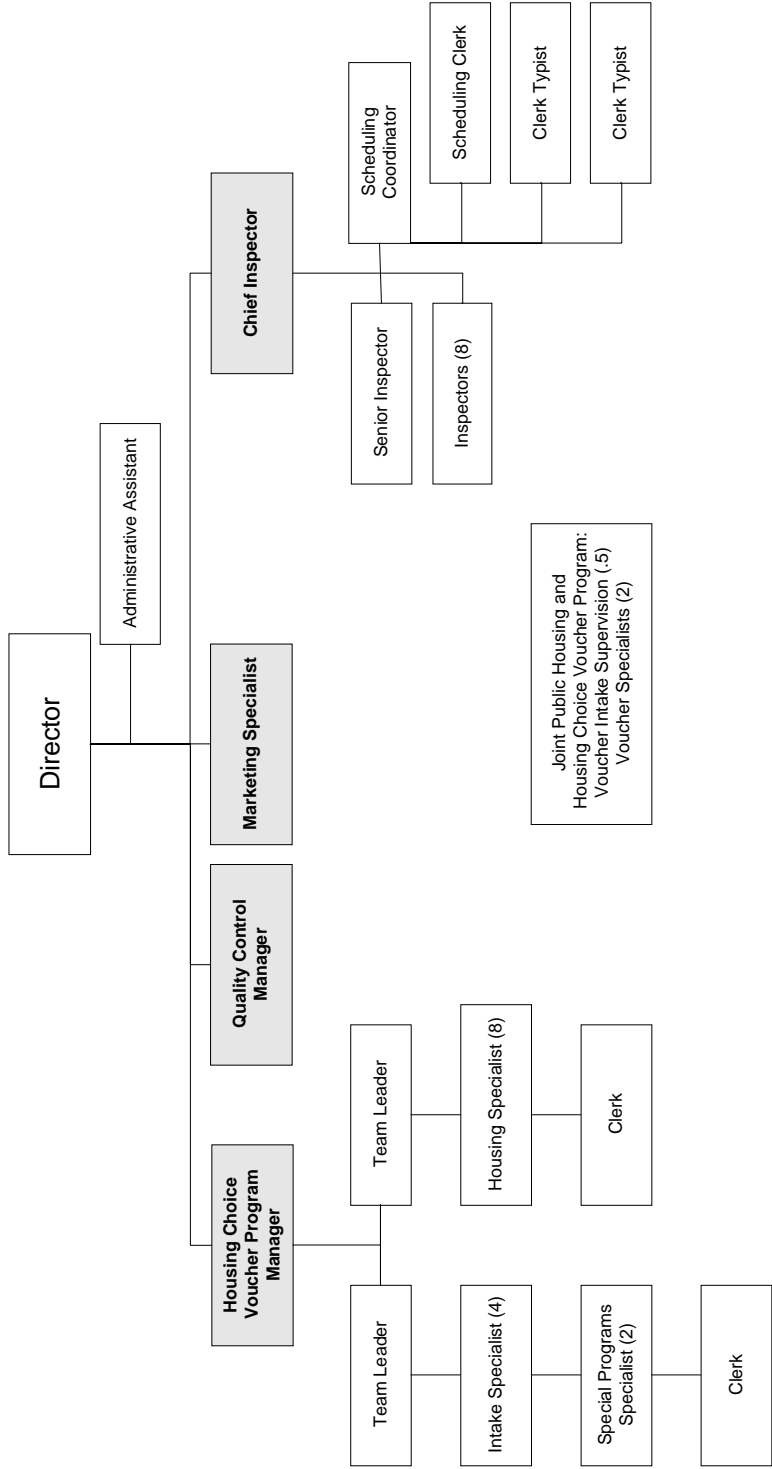 Director
Administrative Assistant
Housing Choice
Voucher Program
Manager
Quality Control
Manager
Marketing Specialist
Chief Inspector
Team Leader
Team Leader
Intake Specialist (4)
Housing Specialist (8)
Special Programs
Specialist (2)
Clerk
Clerk
Senior Inspector
Scheduling
Coordinator
Inspectors (8)
Scheduling Clerk
Clerk Typist
Clerk Typist
Joint Public Housing and
Housing Choice Voucher Program:
Voucher Intake Supervision (.5)
Voucher Specialists (2)